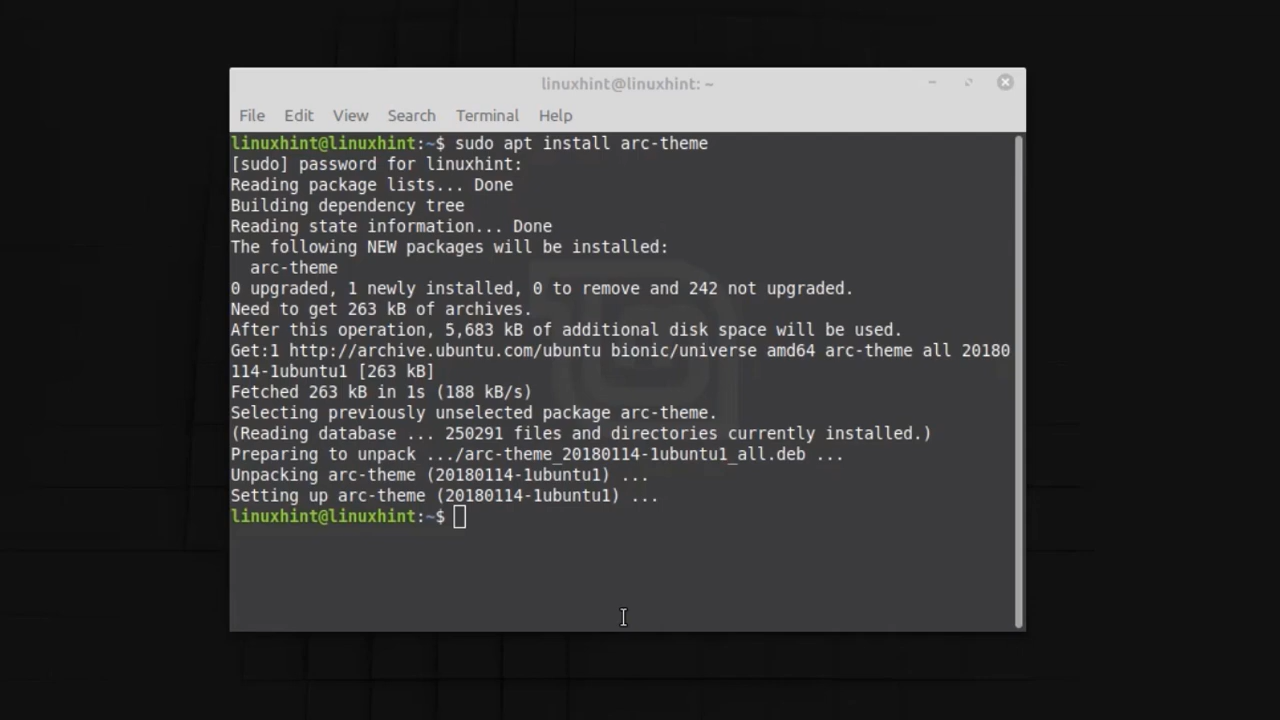 linuxhint@linuxhint: ~
File Edit View Search Terminal Help
linuxhint@linuxhint:~$ sudo apt install arc-theme
[sudo] password for linuxhint:
Reading package lists... Done
Building dependency tree
Reading state information... Done
The following NEW packages will be installed:
  arc-theme
0 upgraded, 1 newly installed, 0 to remove and 242 not upgraded.
Need to get 263 kB of archives.
After this operation, 5,683 kB of additional disk space will be used.
Get:1 http://archive.ubuntu.com/ubuntu bionic/universe amd64 arc-theme all 20180
114-1ubuntu1 [263 kB]
Fetched 263 kB in 1s (188 kB/s)
Selecting previously unselected package arc-theme.
(Reading database ... 250291 files and directories currently installed.)
Preparing to unpack .../arc-theme_20180114-1ubuntu1_all.deb ...
Unpacking arc-theme (20180114-1ubuntu1) ...
Setting up arc-theme (20180114-1ubuntu1) ...
linuxhint@linuxhint:~$